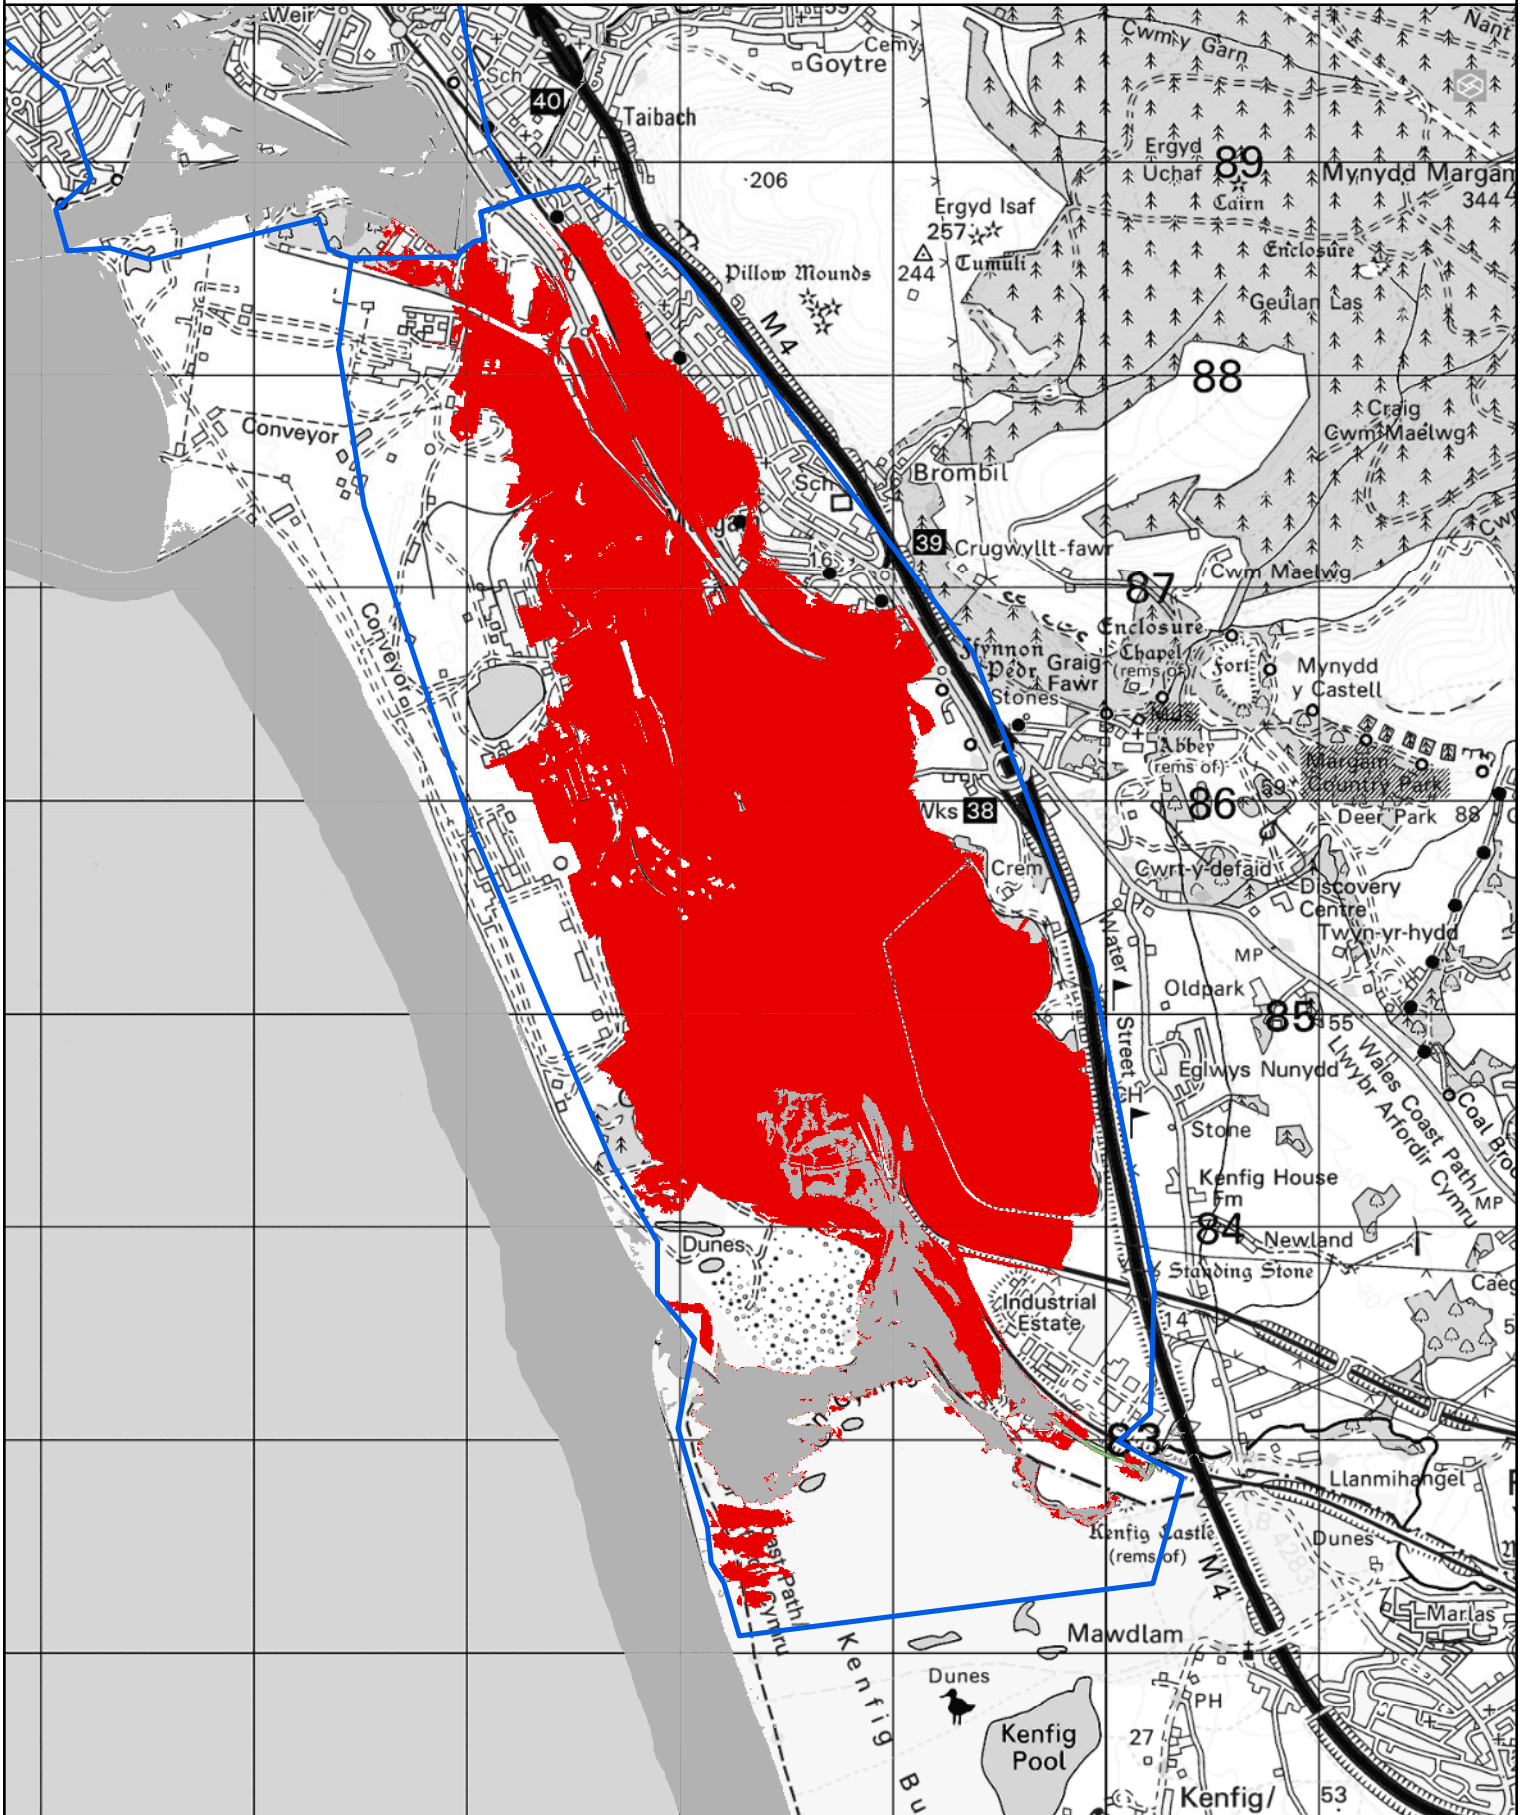 Weir
Sch
40
Taibach
Cemy
Goytre
Cwm y Garn
Nant
206
Ergyd
Uchaf
89
Cairn
Mynydd Margam
344
Ergyd Isaf
257
Tumuli
244
Pillow Mounds
Enclosure
Geulan Las
M4
88
Craig
Cwm Maelwg
Conveyor
Sch
Brombil
39
Crugwyllt-fawr
16
Cwm Maelwg
87
Conveyor
Enclosure
Ffynnon
Pedr
Chapel
(rems of)
Graig
Fawr
Fort
Mynydd
y Castell
Stones
Mus
Abbey
(rems of)
Margam
Country Park
59
Wks
38
86
Deer Park
88
Crem
Cwrt-y-defaid
Discovery
Centre
Twyn-yr-hydd
Water
Street
MP
Oldpark
85
55
Wales Coast Path/
Llwybr Arfordir Cymru
Eglwys Nunydd
CH
Stone
Coal Brook
Kenfig House
Fm
MP
84
Newland
Dunes
Standing Stone
Industrial
Estate
14
83
Llanmihangel
Kenfig Castle
(rems of)
Dunes
M4
Marlas
Mawdlam
Kenfig Bu
Dunes
PH
Kenfig
Pool
27
Kenfig/
53